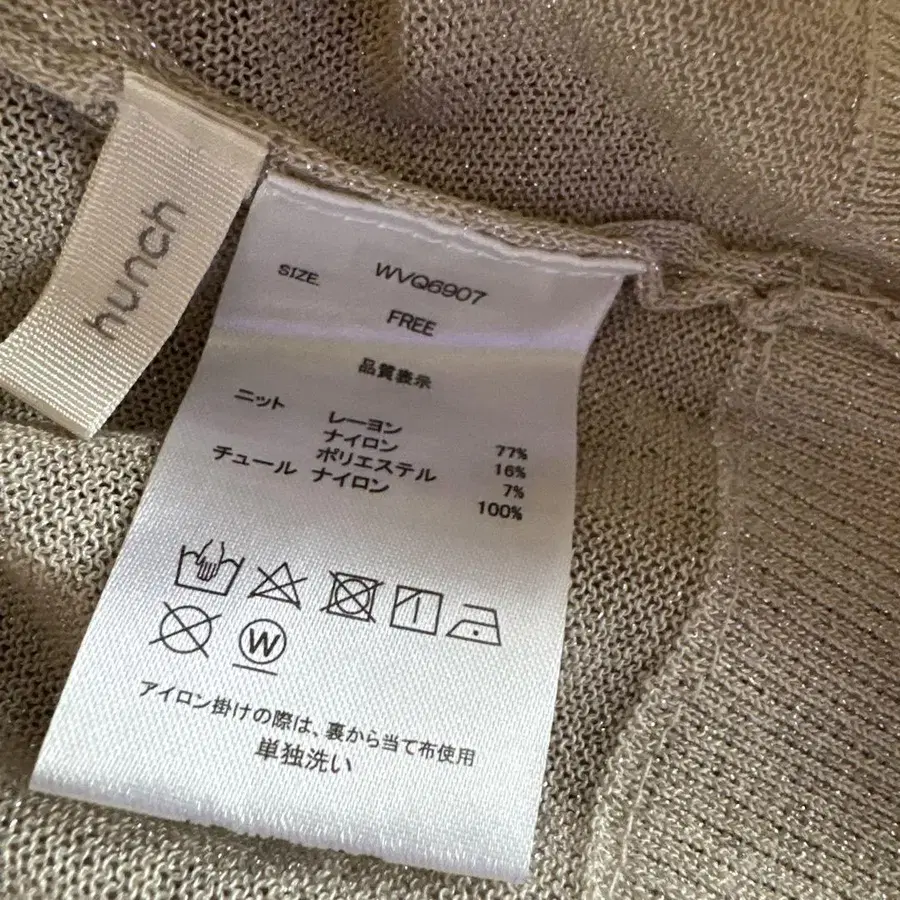 hunch
WVQ6907
SIZE. FREE
品質表示
ニット レーヨン 77%
ナイロン 16%
ポリエステル 7%
チュール ナイロン 100%
W
アイロン掛けの際は、裏から当て布使用
単独洗い